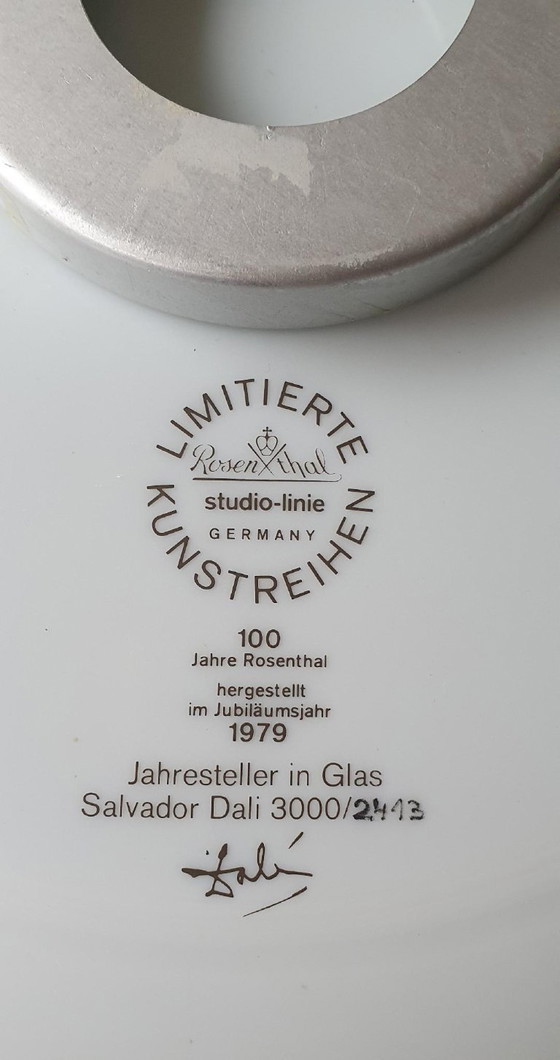 LIMITIERTE
Rosenthal
studio-linie
GERMANY
KUNSTREIHEN
100
Jahre Rosenthal
hergestellt
im Jubiläumsjahr
1979
Jahresteller in Glas
Salvador Dali 3000/2413
Dalí